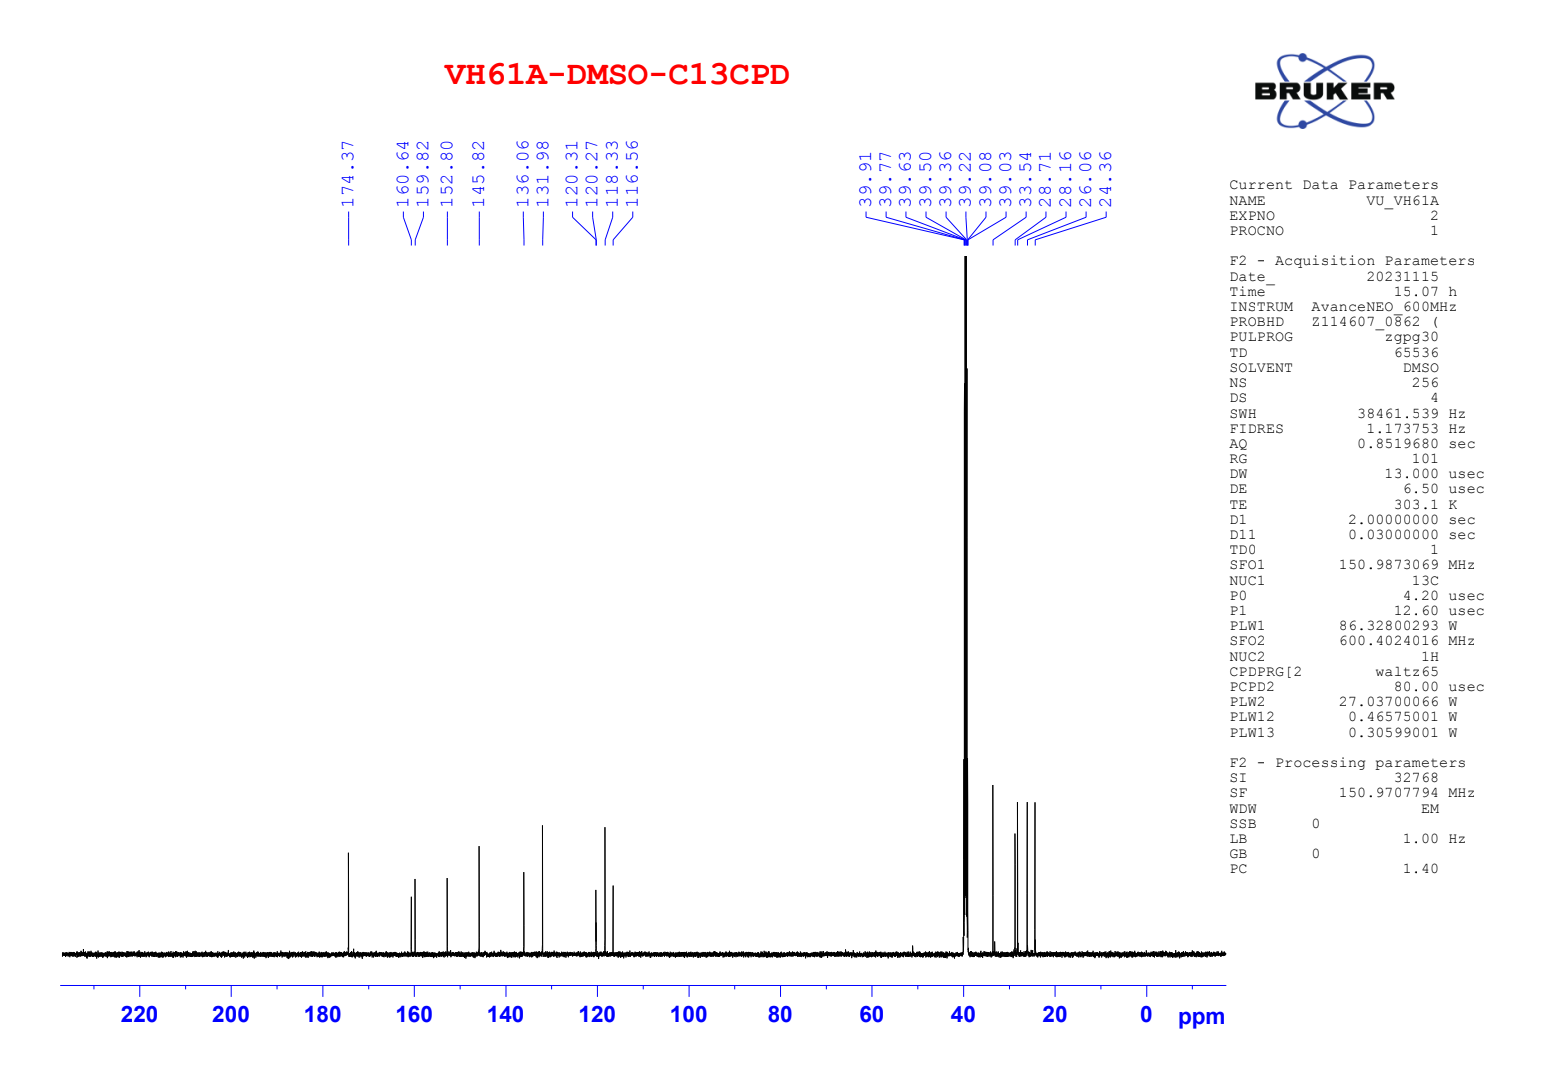 VH61A-DMSO-C13CPD
BRUKER
174.37
160.64
159.82
152.80
145.82
136.06
131.98
120.31
120.27
118.33
116.56
39.91
39.77
39.63
39.50
39.36
39.22
39.08
39.03
33.54
28.71
28.16
26.06
24.36
Current Data Parameters
NAME VU_VH61A
EXPNO 2
PROCNO 1
F2 - Acquisition Parameters
Date_ 20231115
Time 15.07 h
INSTRUM AvanceNEO_600MHz
PROBHD Z114607_0862 (
PULPROG zgpg30
TD 65536
SOLVENT DMSO
NS 256
DS 4
SWH 38461.539 Hz
FIDRES 1.173753 Hz
AQ 0.8519680 sec
RG 101
DW 13.000 usec
DE 6.50 usec
TE 303.1 K
D1 2.00000000 sec
D11 0.03000000 sec
TD0 1
SFO1 150.9873069 MHz
NUC1 13C
P0 4.20 usec
P1 12.60 usec
PLW1 86.32800293 W
SFO2 600.4024016 MHz
NUC2 1H
CPDPRG[2 waltz65
PCPD2 80.00 usec
PLW2 27.03700066 W
PLW12 0.46575001 W
PLW13 0.30599001 W
F2 - Processing parameters
SI 32768
SF 150.9707794 MHz
WDW EM
SSB 0
LB 1.00 Hz
GB 0
PC 1.40
220 200 180 160 140 120 100 80 60 40 20 0 ppm